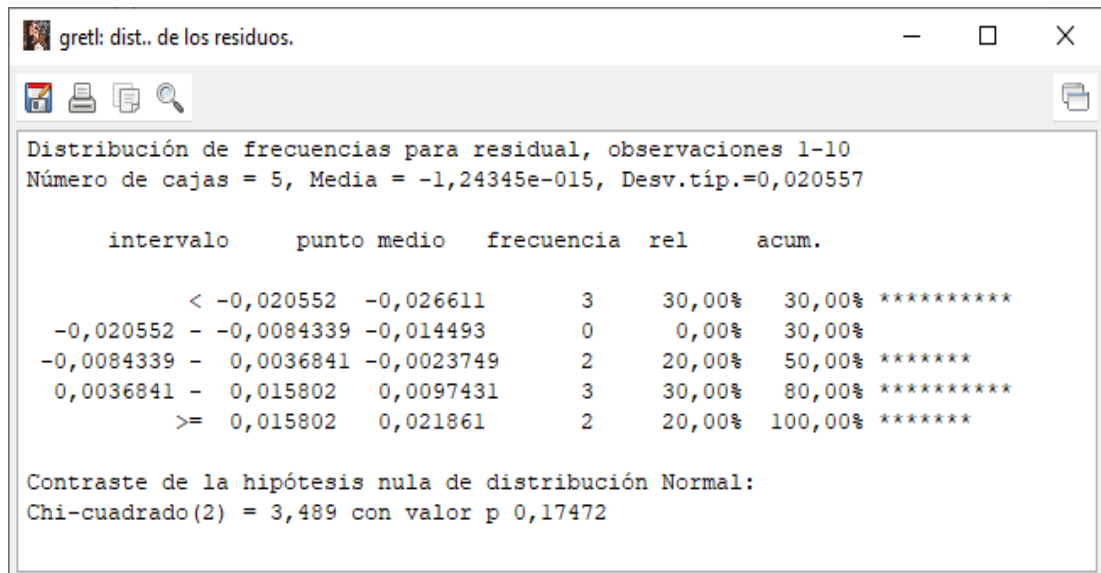 gretl: dist.. de los residuos.
Distribución de frecuencias para residual, observaciones 1-10
Número de cajas = 5, Media = -1,24345e-015, Desv.típ.=0,020557
intervalo punto medio frecuencia rel acum.
< -0,020552 -0,026611 3 30,00% 30,00% **********
-0,020552 - -0,0084339 -0,014493 0 0,00% 30,00%
-0,0084339 - 0,0036841 -0,0023749 2 20,00% 50,00% *******
0,0036841 - 0,015802 0,0097431 3 30,00% 80,00% **********
>= 0,015802 0,021861 2 20,00% 100,00% *******
Contraste de la hipótesis nula de distribución Normal:
Chi-cuadrado(2) = 3,489 con valor p 0,17472